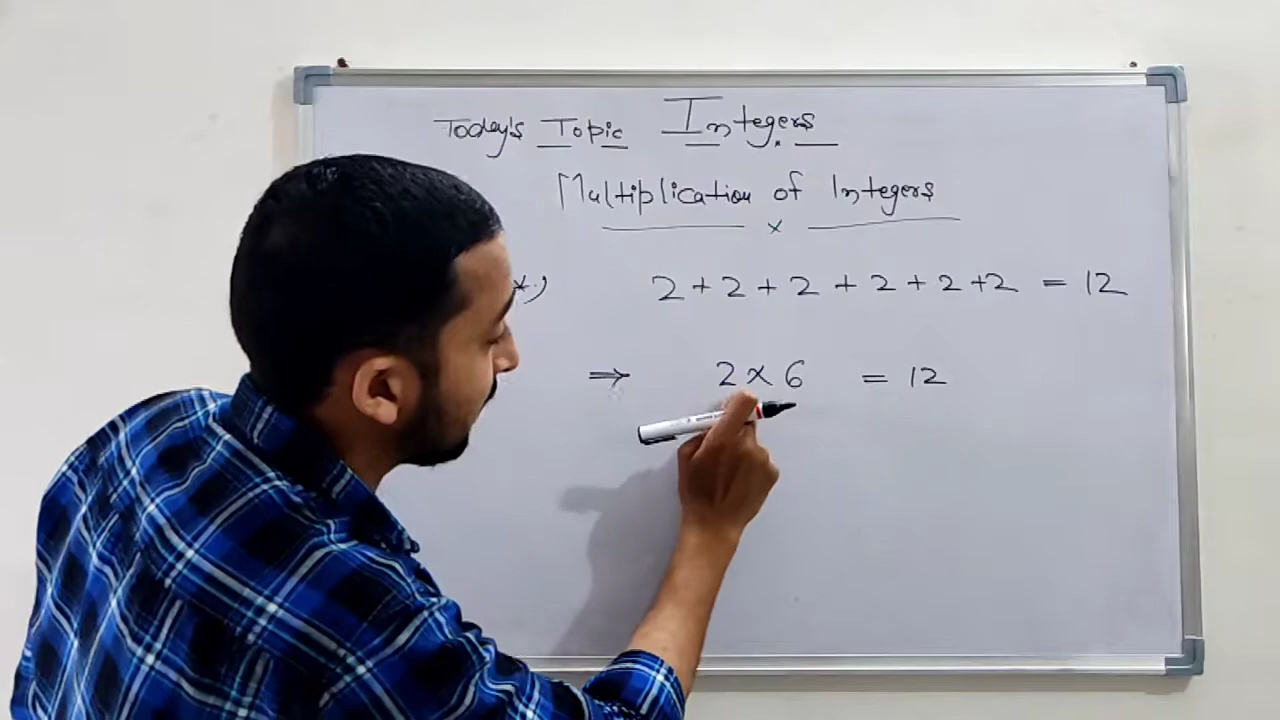 Today's Topic Integers
Multiplication of Integers
x
2 + 2 + 2 + 2 + 2 + 2 = 12
⇒ 2 × 6 = 12